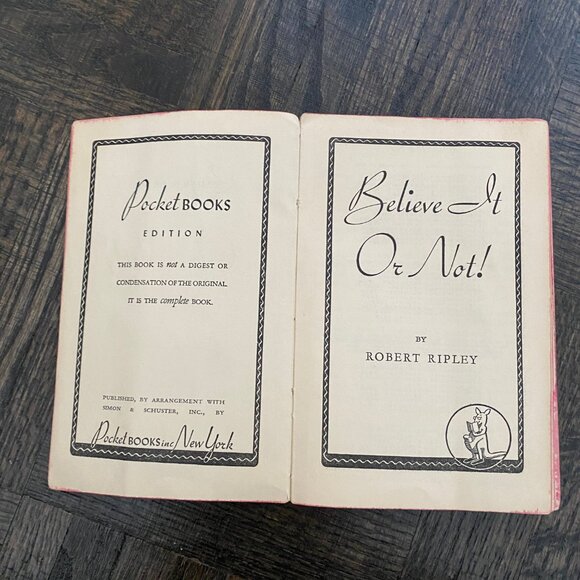 Pocket BOOKS
EDITION
THIS BOOK IS not A DIGEST OR
CONDENSATION OF THE ORIGINAL.
IT IS THE complete BOOK.
PUBLISHED, BY ARRANGEMENT WITH
SIMON & SCHUSTER, INC., BY
Pocket BOOKS inc New York
Believe It
Or Not!
BY
ROBERT RIPLEY